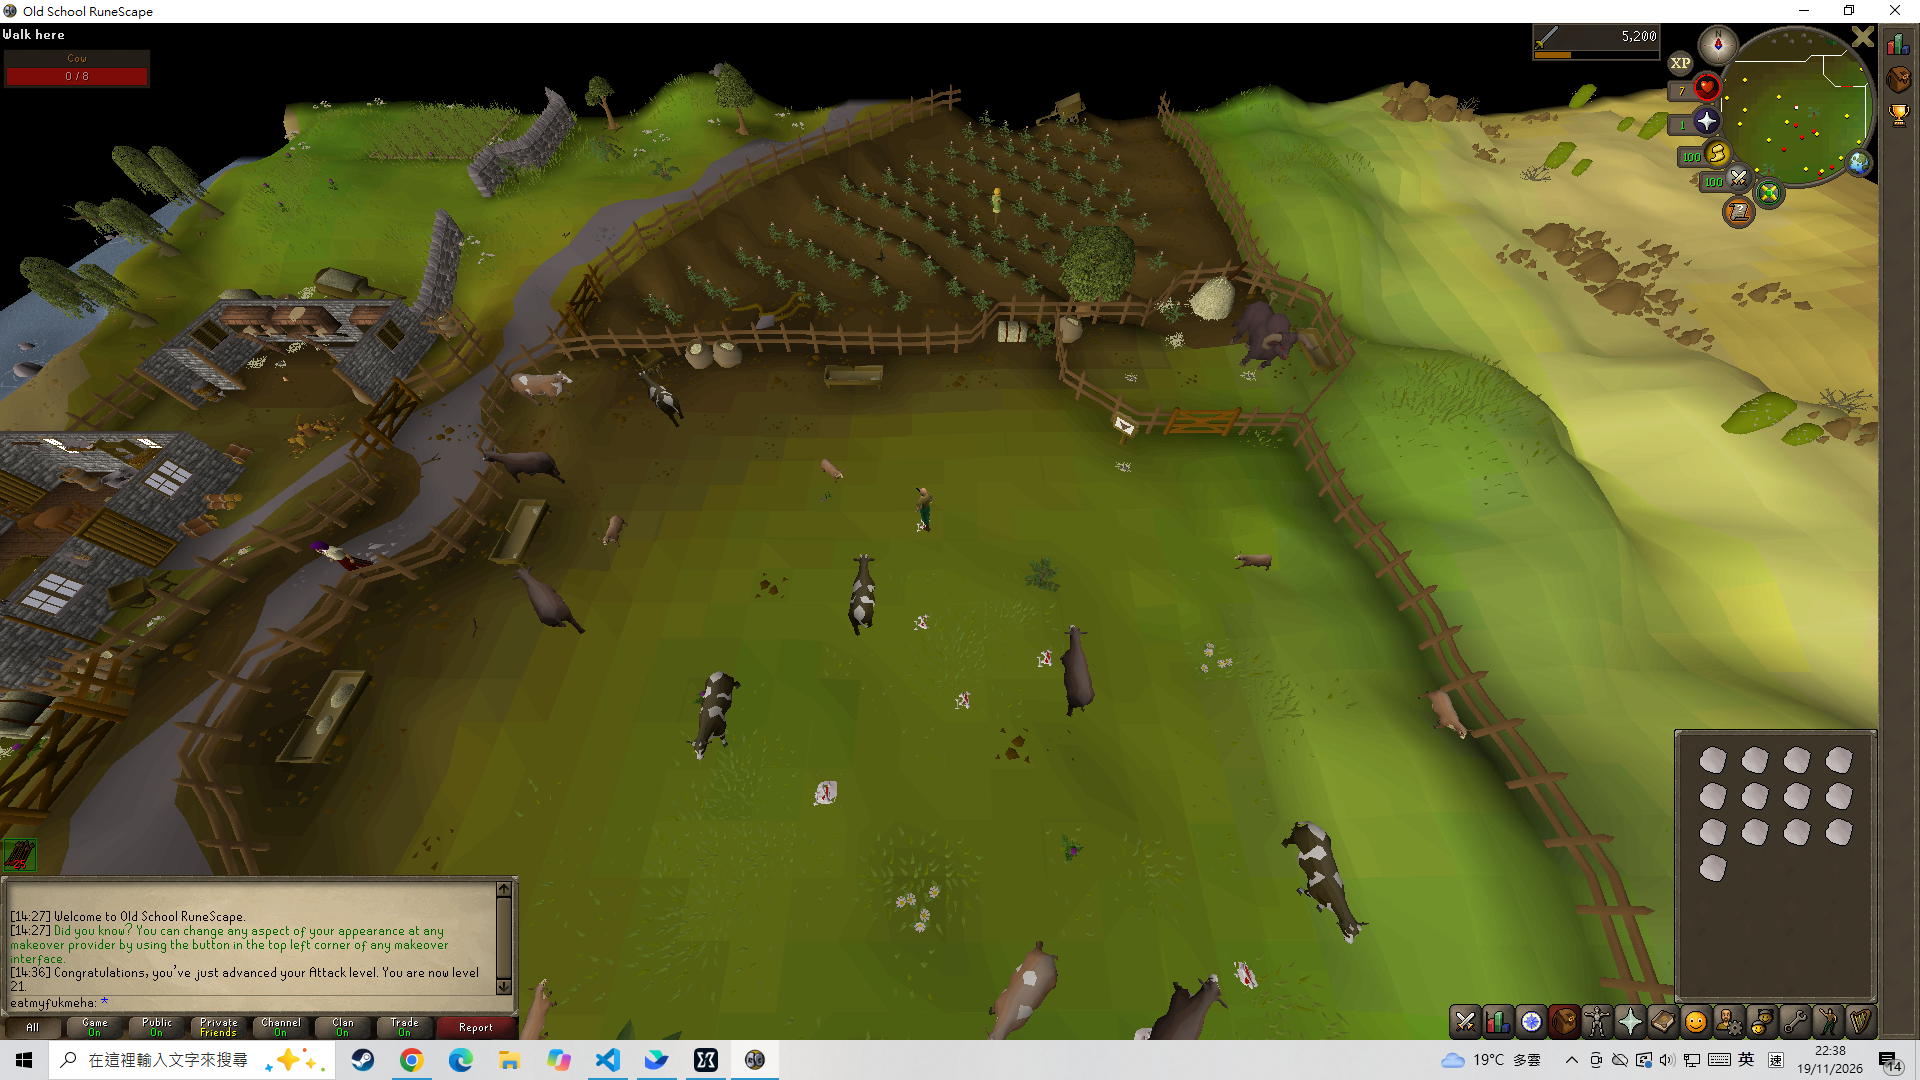 Old School RuneScape
Walk here
Cow
0 / 8
5,200
N
XP
7
1
100
100
25
[14:27] Welcome to Old School RuneScape.
[14:27] Did you know? You can change any aspect of your appearance at any
makeover provider by using the button in the top left corner of any makeover
interface.
[14:36] Congratulations, you've just advanced your Attack level. You are now level
21.
eatmyfukmeha: *
All
Game
On
Public
On
Private
Friends
Channel
On
Clan
On
Trade
On
Report
在這裡輸入文字來搜尋
19°C 多雲
英
速
22:38
19/11/2026
14